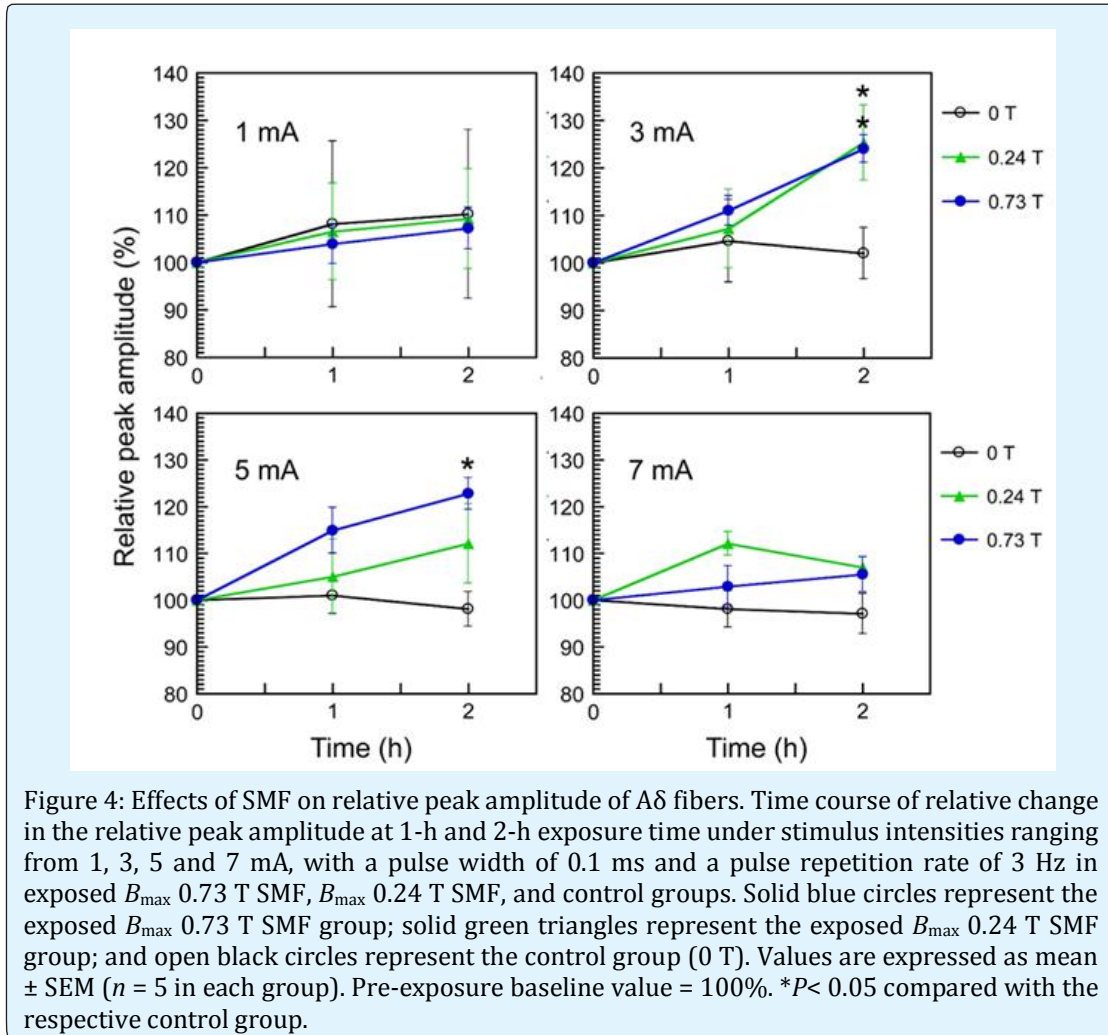 140
130
120
110
100
90
80
1 mA
0
1
2
140
130
120
110
100
90
80
3 mA
*
*
0
1
2
0 T
0.24 T
0.73 T
Relative peak amplitude (%)
140
130
120
110
100
90
80
5 mA
*
0
1
2
Time (h)
140
130
120
110
100
90
80
7 mA
0
1
2
Time (h)
0 T
0.24 T
0.73 T
Figure 4: Effects of SMF on relative peak amplitude of Aδ fibers. Time course of relative change
in the relative peak amplitude at 1-h and 2-h exposure time under stimulus intensities ranging
from 1, 3, 5 and 7 mA, with a pulse width of 0.1 ms and a pulse repetition rate of 3 Hz in
exposed Bmax 0.73 T SMF, Bmax 0.24 T SMF, and control groups. Solid blue circles represent the
exposed Bmax 0.73 T SMF group; solid green triangles represent the exposed Bmax 0.24 T SMF
group; and open black circles represent the control group (0 T). Values are expressed as mean
± SEM (n = 5 in each group). Pre-exposure baseline value = 100%. *P< 0.05 compared with the
respective control group.